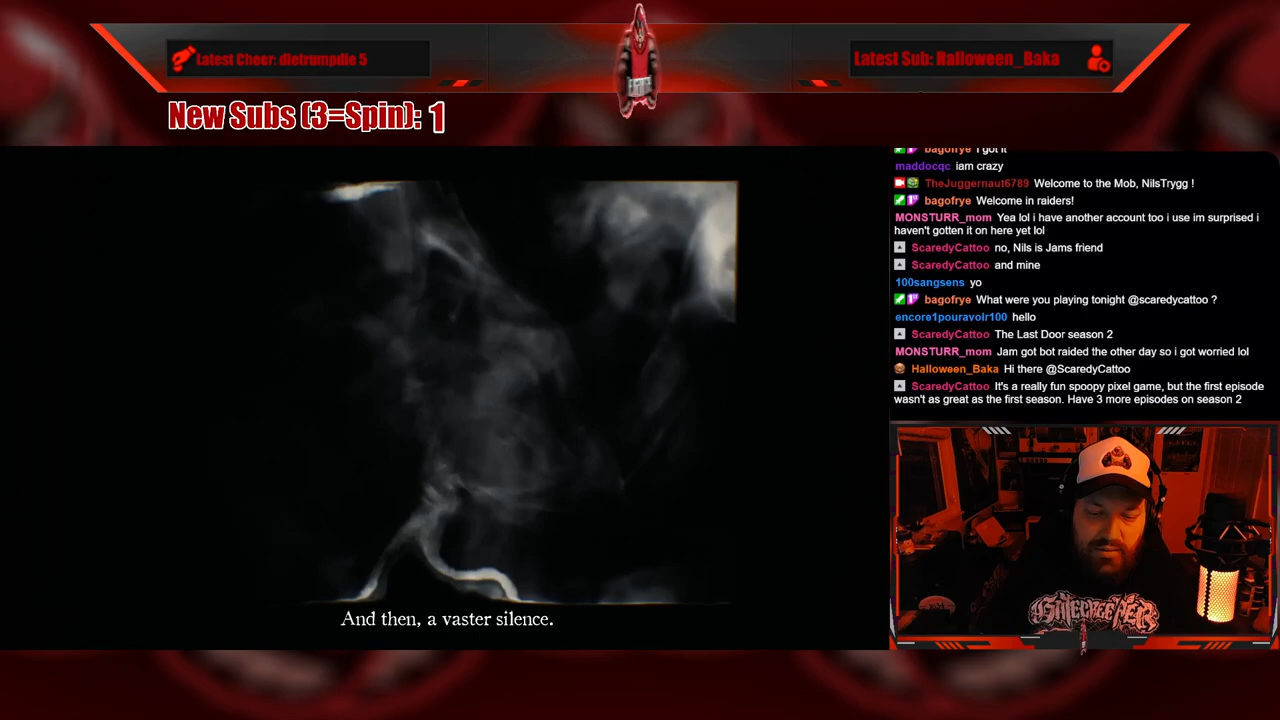 Latest Cheer: dietrumpdie 5
Latest Sub: Halloween_Baka
New Subs (3=Spin): 1
bagofrye I got it
maddocqc iam crazy
TheJuggernaut6789 Welcome to the Mob, NilsTrygg !
bagofrye Welcome in raiders!
MONSTURR_mom Yea lol i have another account too i use im surprised i
haven't gotten it on here yet lol
ScaredyCattoo no, Nils is Jams friend
ScaredyCattoo and mine
100sangsens yo
bagofrye What were you playing tonight @scaredycattoo ?
encore1pouravolr100 hello
ScaredyCattoo The Last Door season 2
MONSTURR_mom Jam got bot raided the other day so i got worried lol
Halloween_Baka Hi there @ScaredyCattoo
ScaredyCattoo It's a really fun spoopy pixel game, but the first episode
wasn't as great as the first season. Have 3 more episodes on season 2
And then, a vaster silence.